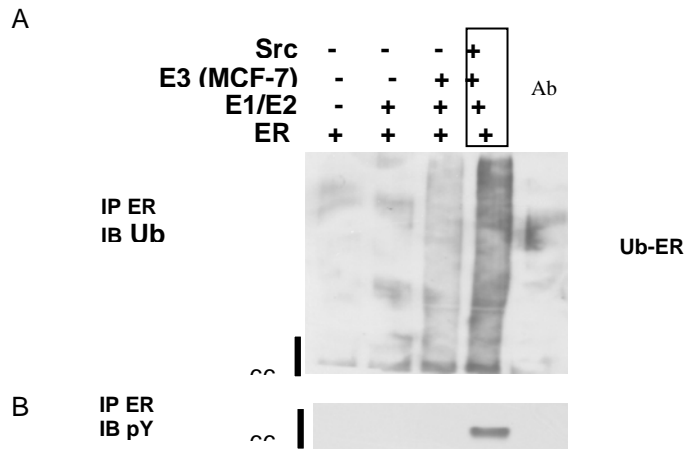 A
Src - - - +
E3 (MCF-7) - - + +
Ab
E1/E2 - + + +
ER + + + +
IP ER
IB Ub
Ub-ER
B
IP ER
IB pY